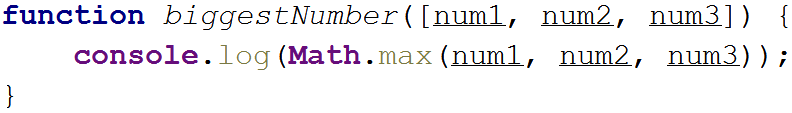 function biggestNumber([num1, num2, num3]) {
    console.log(Math.max(num1, num2, num3));
}